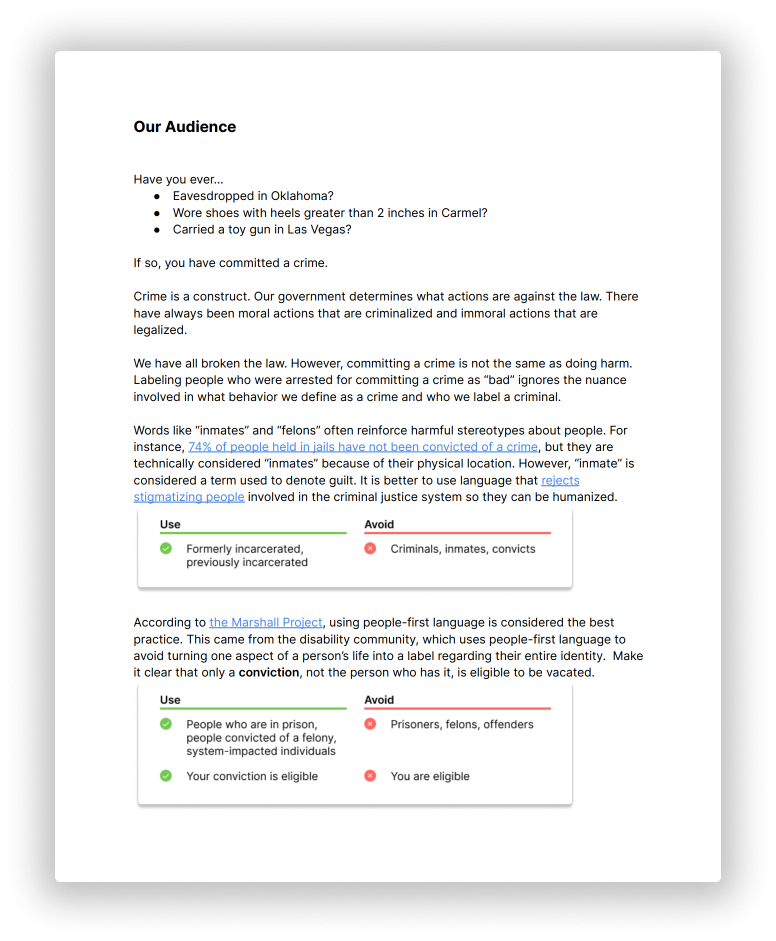 Our Audience
Have you ever...
● Eavesdropped in Oklahoma?
● Wore shoes with heels greater than 2 inches in Carmel?
● Carried a toy gun in Las Vegas?
If so, you have committed a crime.
Crime is a construct. Our government determines what actions are against the law. There
have always been moral actions that are criminalized and immoral actions that are
legalized.
We have all broken the law. However, committing a crime is not the same as doing harm.
Labeling people who were arrested for committing a crime as “bad” ignores the nuance
involved in what behavior we define as a crime and who we label a criminal.
Words like “inmates” and “felons” often reinforce harmful stereotypes about people. For
instance, 74% of people held in jails have not been convicted of a crime, but they are
technically considered “inmates” because of their physical location. However, “inmate” is
considered a term used to denote guilt. It is better to use language that rejects
stigmatizing people involved in the criminal justice system so they can be humanized.
Use Avoid
Formerly incarcerated, Criminals, inmates, convicts
previously incarcerated
According to the Marshall Project, using people-first language is considered the best
practice. This came from the disability community, which uses people-first language to
avoid turning one aspect of a person’s life into a label regarding their entire identity.  Make
it clear that only a conviction, not the person who has it, is eligible to be vacated.
Use Avoid
People who are in prison, Prisoners, felons, offenders
people convicted of a felony,
system-impacted individuals
Your conviction is eligible You are eligible